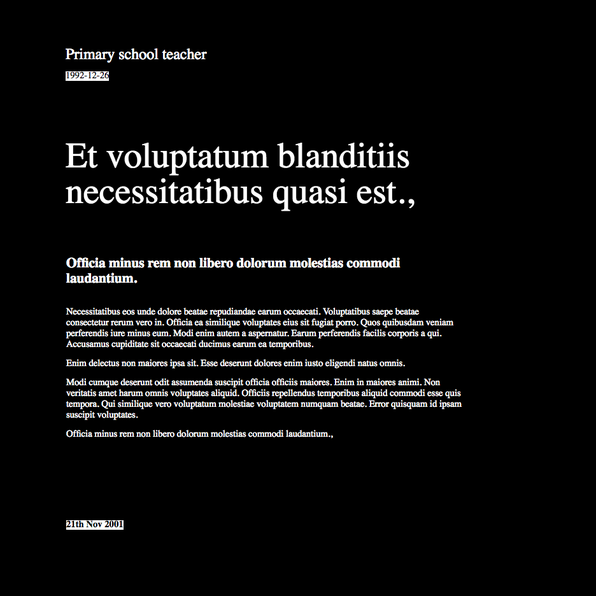 Primary school teacher
1992-12-26
Et voluptatum blanditiis
necessitatibus quasi est.,
Officia minus rem non libero dolorum molestias commodi
laudantium.
Necessitatibus eos unde dolore beatae repudiandae earum occaecati. Voluptatibus saepe beatae
consectetur rerum vero in. Officia ea similique voluptates eius sit fugiat porro. Quos quibusdam veniam
perferendis iure minus eum. Modi enim autem a aspernatur. Earum perferendis facilis corporis a qui.
Accusamus cupiditate sit occaecati ducimus earum ea temporibus.
Enim delectus non maiores ipsa sit. Esse deserunt dolores enim iusto eligendi natus omnis.
Modi cumque deserunt odit assumenda suscipit officia officiis maiores. Enim in maiores animi. Non
veritatis amet harum omnis voluptates aliquid. Officiis repellendus temporibus aliquid commodi esse quis
tempora. Qui similique vero voluptatum molestiae voluptatem numquam beatae. Error quisquam id ipsam
suscipit voluptates.
Officia minus rem non libero dolorum molestias commodi laudantium.,
21th Nov 2001